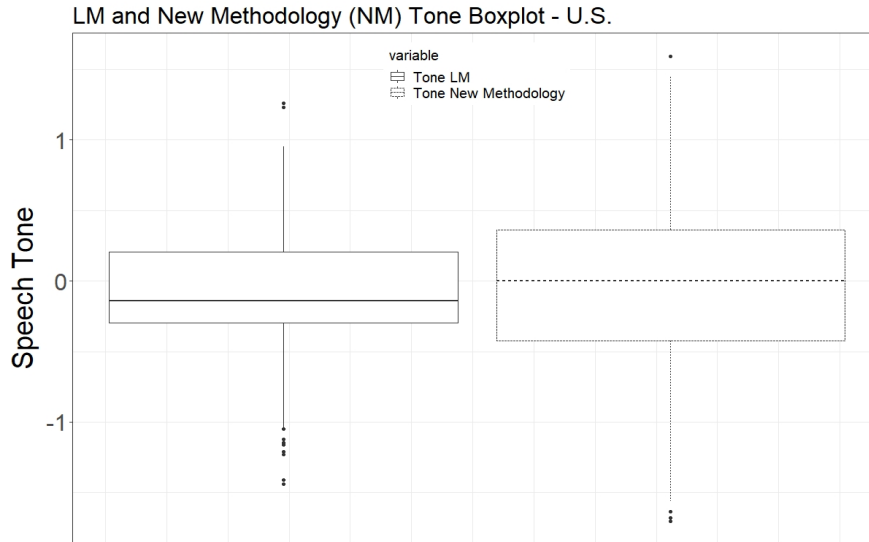 LM and New Methodology (NM) Tone Boxplot - U.S.
variable
Tone LM
Tone New Methodology
Speech Tone
1
0
-1